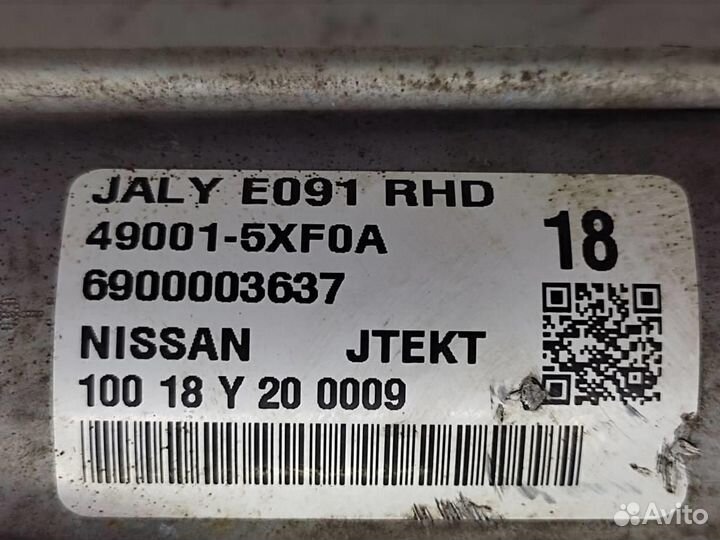 JALY E091 RHD
49001-5XF0A
18
6900003637
NISSAN JTEKT
100 18 Y 20 0009
Avito